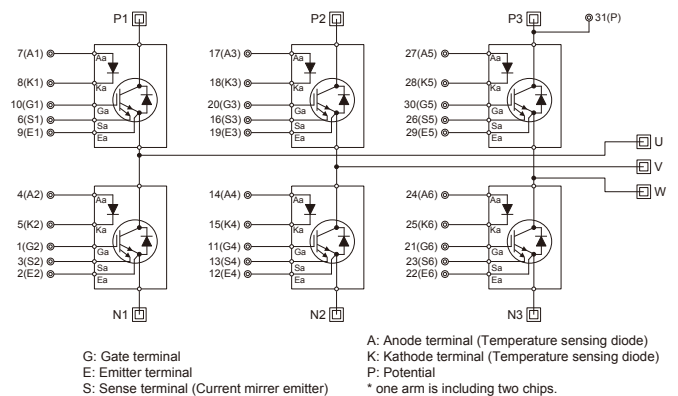 P1 P2 P3 31(P)
7(A1) Aa 17(A3) Aa 27(A5) Aa
8(K1) Ka 18(K3) Ka 28(K5) Ka
10(G1) Ga 20(G3) Ga 30(G5) Ga
6(S1) Sa 16(S3) Sa 26(S5) Sa
9(E1) Ea 19(E3) Ea 29(E5) Ea
U
V
W
4(A2) Aa 14(A4) Aa 24(A6) Aa
5(K2) Ka 15(K4) Ka 25(K6) Ka
1(G2) Ga 11(G4) Ga 21(G6) Ga
3(S2) Sa 13(S4) Sa 23(S6) Sa
2(E2) Ea 12(E4) Ea 22(E6) Ea
N1 N2 N3
G: Gate terminal
E: Emitter terminal
S: Sense terminal (Current mirrer emitter)
A: Anode terminal (Temperature sensing diode)
K: Kathode terminal (Temperature sensing diode)
P: Potential
* one arm is including two chips.